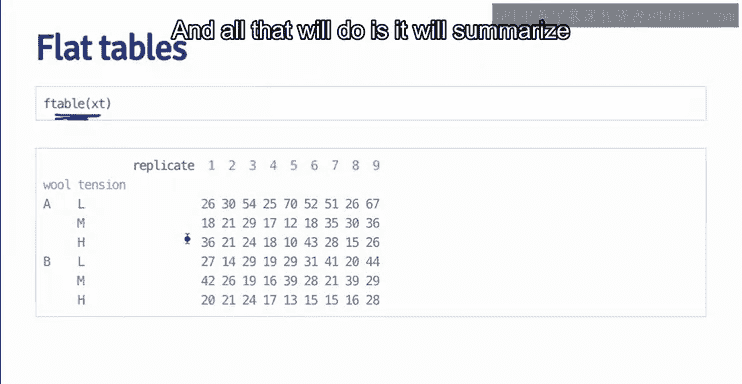 And all that will do is it will summarize
Flat tables
ftable(xt)
replicate 1 2 3 4 5 6 7 8 9
wool tension
A L 26 30 54 25 70 52 51 26 67
M 18 21 29 17 12 18 35 30 36
H 36 21 24 18 10 43 28 15 26
B L 27 14 29 19 29 31 41 20 44
M 42 26 19 16 39 28 21 39 29
H 20 21 24 17 13 15 15 16 28